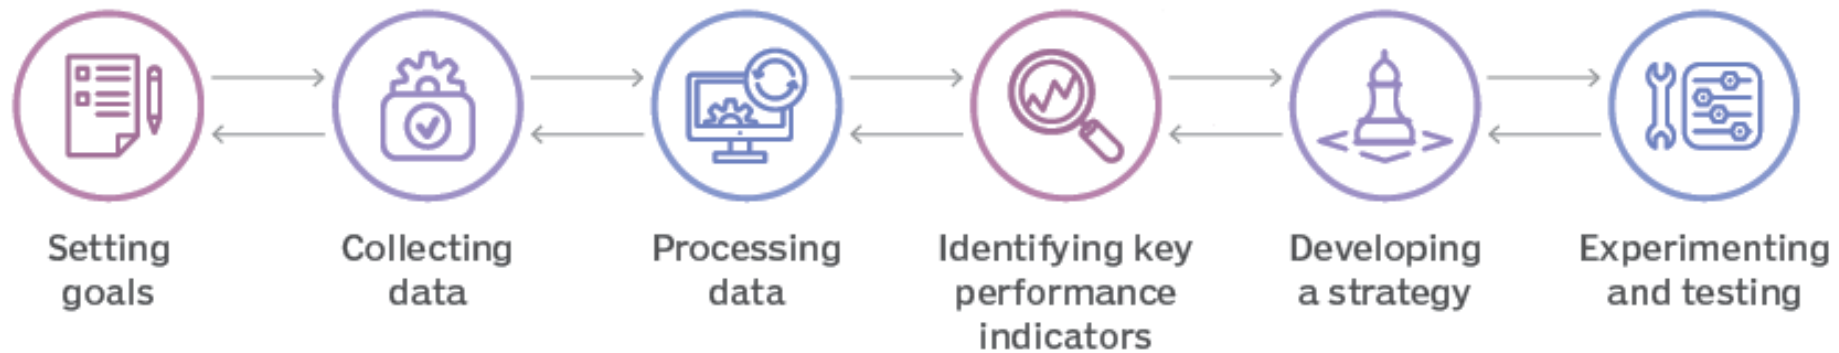 Setting
goals
Collecting
data
Processing
data
Identifying key
performance
indicators
Developing
a strategy
Experimenting
and testing